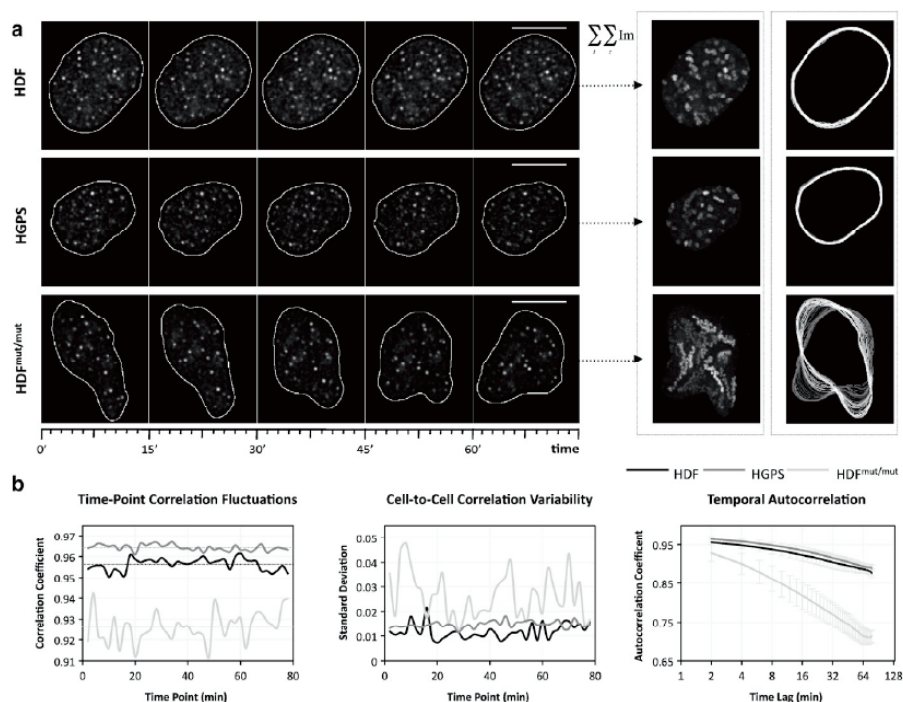 a
HDF
∑∑Im
HGPS
HDF^mut/mut
0' 15' 30' 45' 60' time
b
HDF HGPS HDF^mut/mut
Time-Point Correlation Fluctuations
Correlation Coefficient
0.97
0.96
0.95
0.94
0.93
0.92
0.91
0 20 40 60 80
Time Point (min)
Cell-to-Cell Correlation Variability
Standard Deviation
0.05
0.04
0.03
0.02
0.01
0
0 20 40 60 80
Time Point (min)
Temporal Autocorrelation
Autocorrelation Coefficient
0.95
0.85
0.75
0.65
1 2 4 8 16 32 64 128
Time Lag (min)